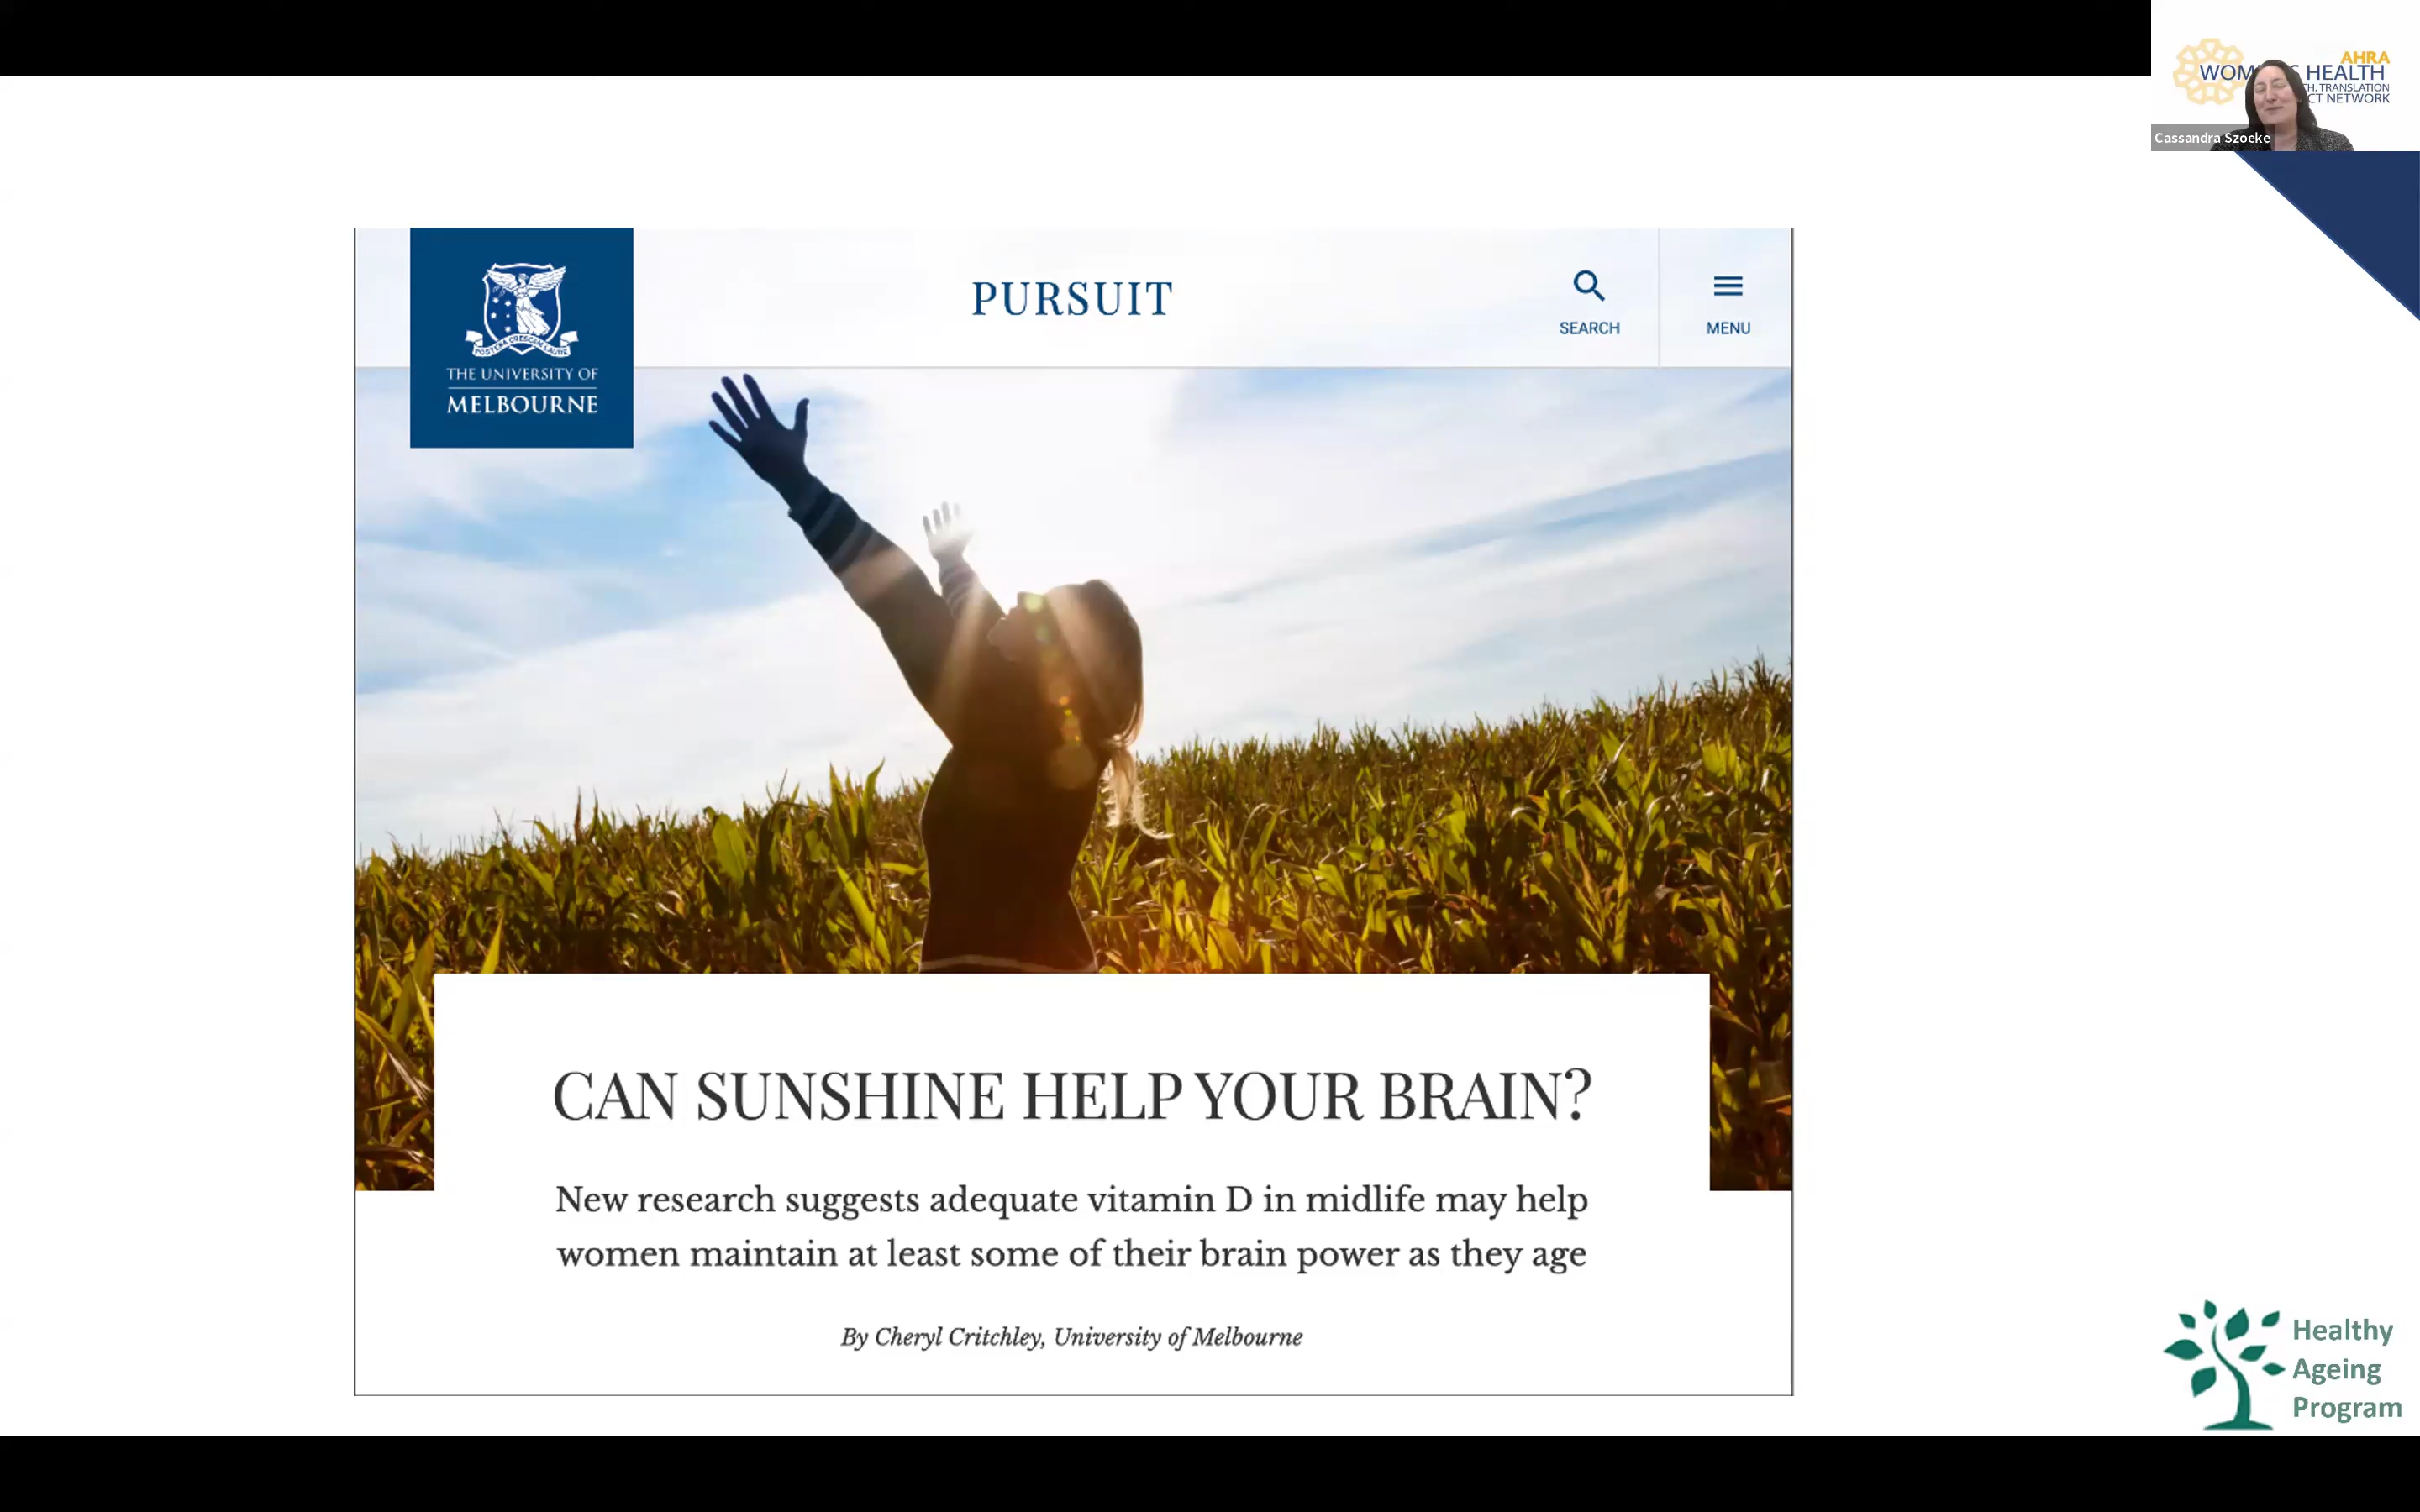 AHRA
HEALTH
TRANSLATION
NETWORK
Cassandra Szoeke
THE UNIVERSITY OF
MELBOURNE
PURSUIT
SEARCH
MENU
CAN SUNSHINE HELP YOUR BRAIN?
New research suggests adequate vitamin D in midlife may help
women maintain at least some of their brain power as they age
By Cheryl Critchley, University of Melbourne
Healthy
Ageing
Program